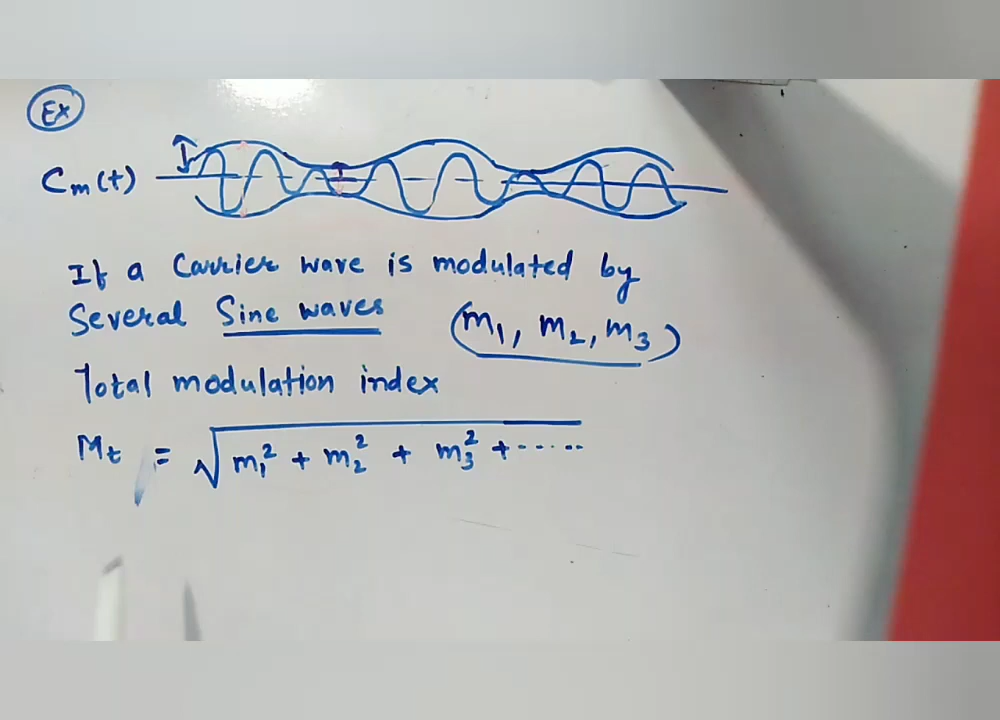 Ex
Cm(t)
If a Carrier wave is modulated by
Several Sine waves (m₁, m₂, m₃)
Total modulation index
Mt = √(m₁² + m₂² + m₃² + ......)